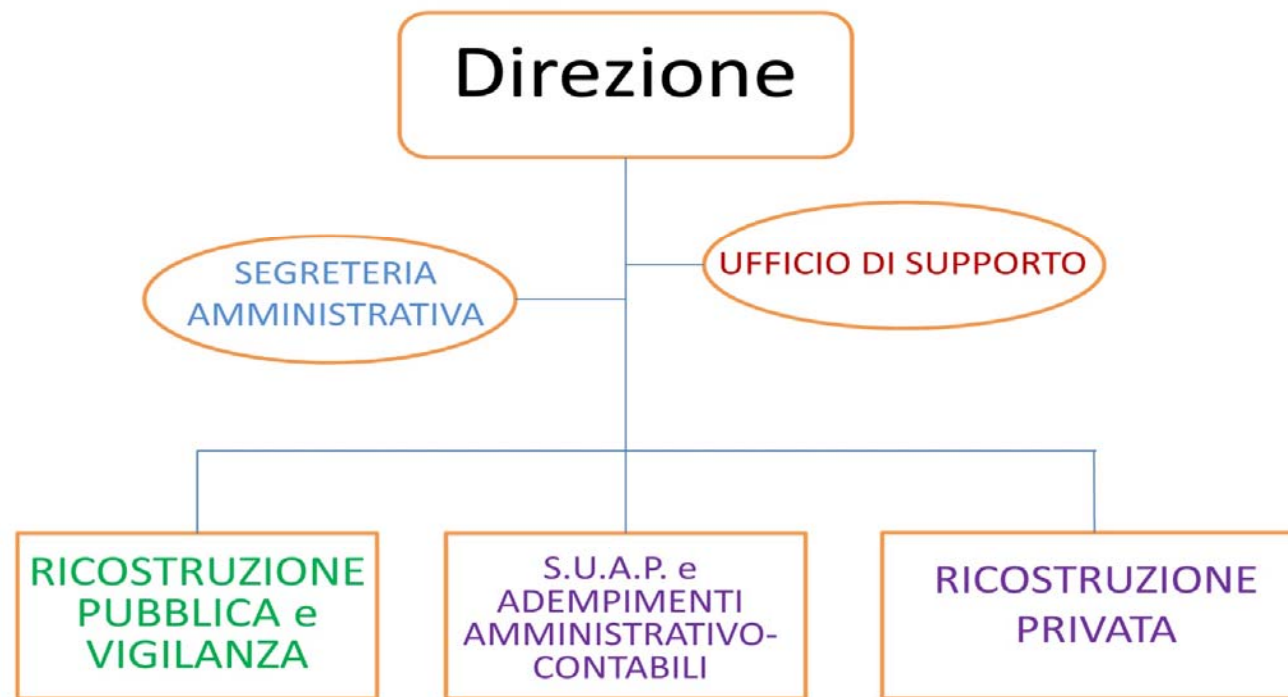 Direzione
UFFICIO DI SUPPORTO
SEGRETERIA
AMMINISTRATIVA
RICOSTRUZIONE
PUBBLICA e
VIGILANZA
S.U.A.P. e
ADEMPIMENTI
AMMINISTRATIVO-
CONTABILI
RICOSTRUZIONE
PRIVATA